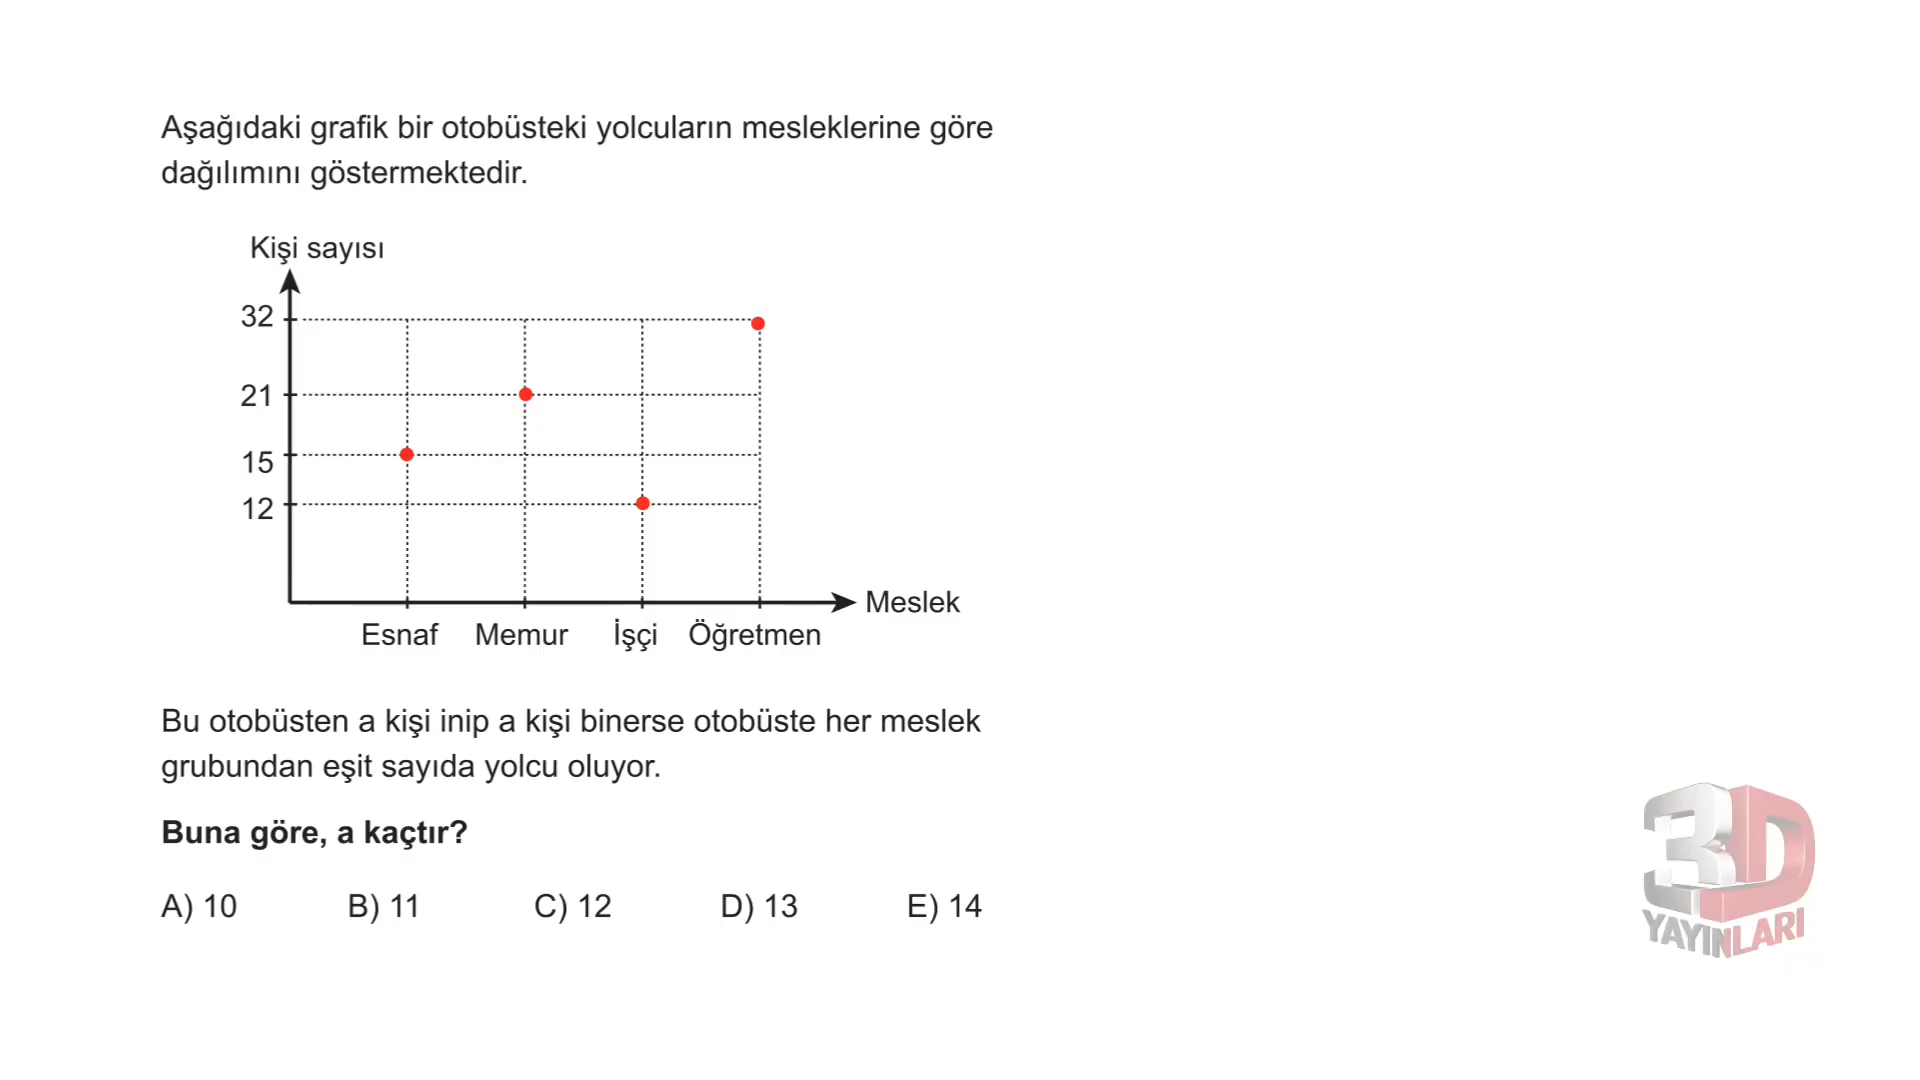 Aşağıdaki grafik bir otobüsteki yolcuların mesleklerine göre
dağılımını göstermektedir.
Kişi sayısı
32
21
15
12
Meslek
Esnaf Memur İşçi Öğretmen
Bu otobüsten a kişi inip a kişi binerse otobüste her meslek
grubundan eşit sayıda yolcu oluyor.
Buna göre, a kaçtır?
A) 10 B) 11 C) 12 D) 13 E) 14
3D
YAYINLARI